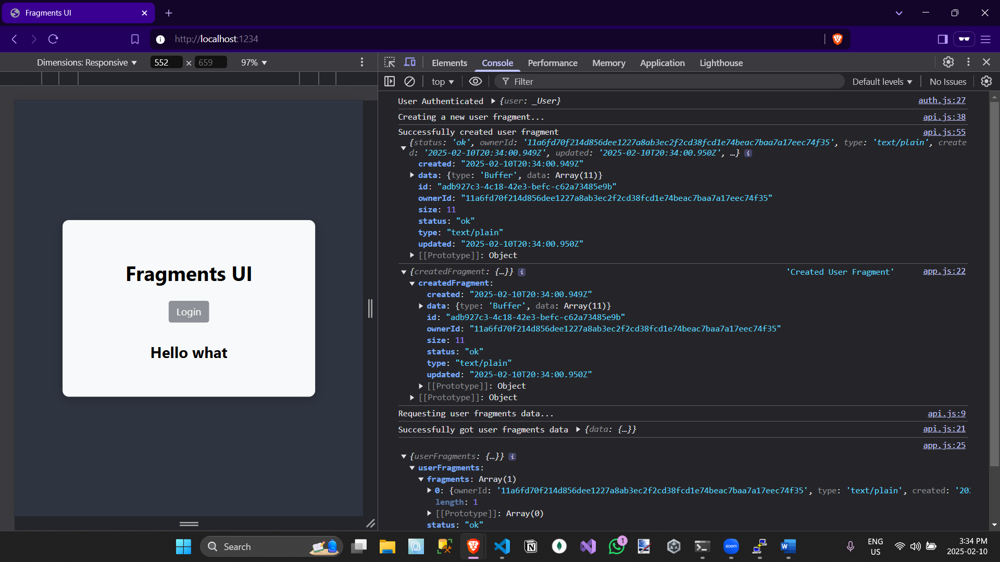 Fragments UI
http://localhost:1234
Dimensions: Responsive 552 × 659 97%
Elements Console Performance Memory Application Lighthouse
top Filter Default levels No Issues
Fragments UI
Login
Hello what
User Authenticated {user: _User} auth.js:27
Creating a new user fragment... api.js:38
Successfully created user fragment api.js:55
{status: 'ok', ownerId: '11a6fd70f214d856dee1227a8ab3ec2f2cd38fcd1e74beac7baa7a17eec74f35', type: 'text/plain', create
d: '2025-02-10T20:34:00.949Z', updated: '2025-02-10T20:34:00.950Z', …} i
created: "2025-02-10T20:34:00.949Z"
data: {type: 'Buffer', data: Array(11)}
id: "adb927c3-4c18-42e3-befc-c62a73485e9b"
ownerId: "11a6fd70f214d856dee1227a8ab3ec2f2cd38fcd1e74beac7baa7a17eec74f35"
size: 11
status: "ok"
type: "text/plain"
updated: "2025-02-10T20:34:00.950Z"
[[Prototype]]: Object
{createdFragment: {…}} i 'Created User Fragment' app.js:22
createdFragment:
created: "2025-02-10T20:34:00.949Z"
data: {type: 'Buffer', data: Array(11)}
id: "adb927c3-4c18-42e3-befc-c62a73485e9b"
ownerId: "11a6fd70f214d856dee1227a8ab3ec2f2cd38fcd1e74beac7baa7a17eec74f35"
size: 11
status: "ok"
type: "text/plain"
updated: "2025-02-10T20:34:00.950Z"
[[Prototype]]: Object
[[Prototype]]: Object
Requesting user fragments data... api.js:9
Successfully got user fragments data {data: {…}} api.js:21
app.js:25
{userFragments: {…}} i
userFragments:
fragments: Array(1)
0: {ownerId: '11a6fd70f214d856dee1227a8ab3ec2f2cd38fcd1e74beac7baa7a17eec74f35', type: 'text/plain', created: '202
length: 1
[[Prototype]]: Array(0)
status: "ok"
Search
zoom
1
ENG
US
3:34 PM
2025-02-10